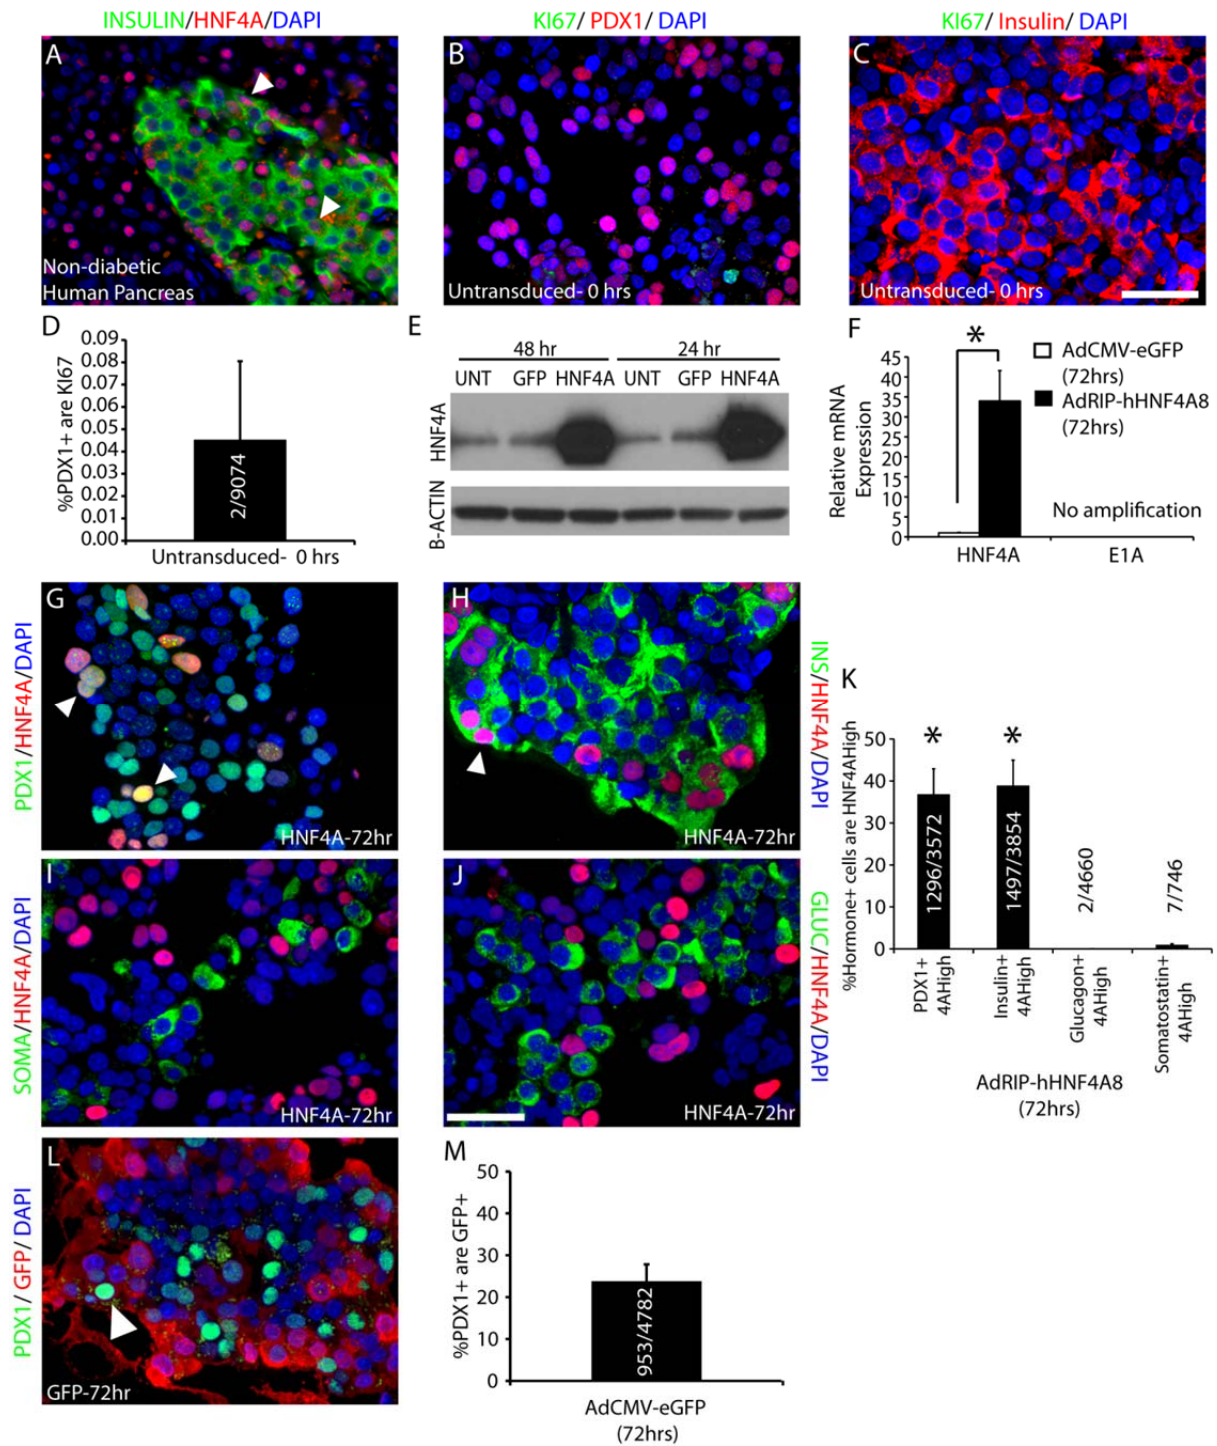 INSULIN/HNF4A/DAPI
KI67/ PDX1/ DAPI
KI67/ Insulin/ DAPI
A
Non-diabetic
Human Pancreas
B
Untransduced- 0 hrs
C
Untransduced- 0 hrs
D
%PDX1+ are KI67
0.09
0.08
0.07
0.06
0.05
0.04
0.03
0.02
0.01
0.00
2/9074
Untransduced- 0 hrs
E
48 hr
24 hr
UNT GFP HNF4A UNT GFP HNF4A
HNF4A
B-ACTIN
F
Relative mRNA
Expression
45
40
35
30
25
20
15
10
5
0
*
AdCMV-eGFP
(72hrs)
AdRIP-hHNF4A8
(72hrs)
No amplification
HNF4A
E1A
PDX1/HNF4A/DAPI
G
HNF4A-72hr
H
HNF4A-72hr
INS/HNF4A/DAPI
SOMA/HNF4A/DAPI
I
HNF4A-72hr
J
HNF4A-72hr
GLUC/HNF4A/DAPI
K
%Hormone+ cells are HNF4AHigh
50
40
30
20
10
0
*
*
1296/3572
1497/3854
2/4660
7/746
PDX1+
4AHigh
Insulin+
4AHigh
Glucagon+
4AHigh
Somatostatin+
4AHigh
AdRIP-hHNF4A8
(72hrs)
PDX1/ GFP/ DAPI
L
GFP-72hr
M
%PDX1+ are GFP+
50
40
30
20
10
0
953/4782
AdCMV-eGFP
(72hrs)